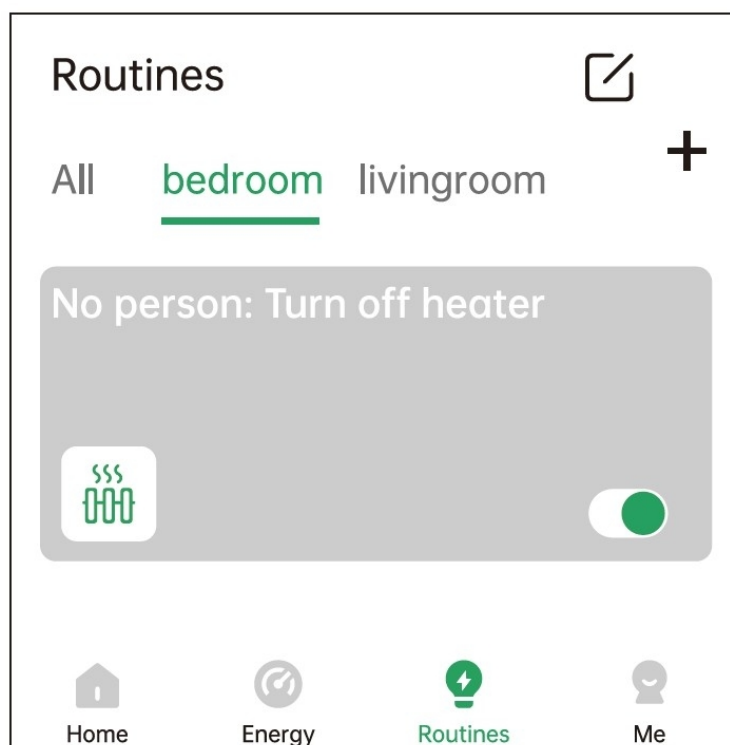 Routines
All bedroom livingroom
+
No person: Turn off heater
Home Energy Routines Me